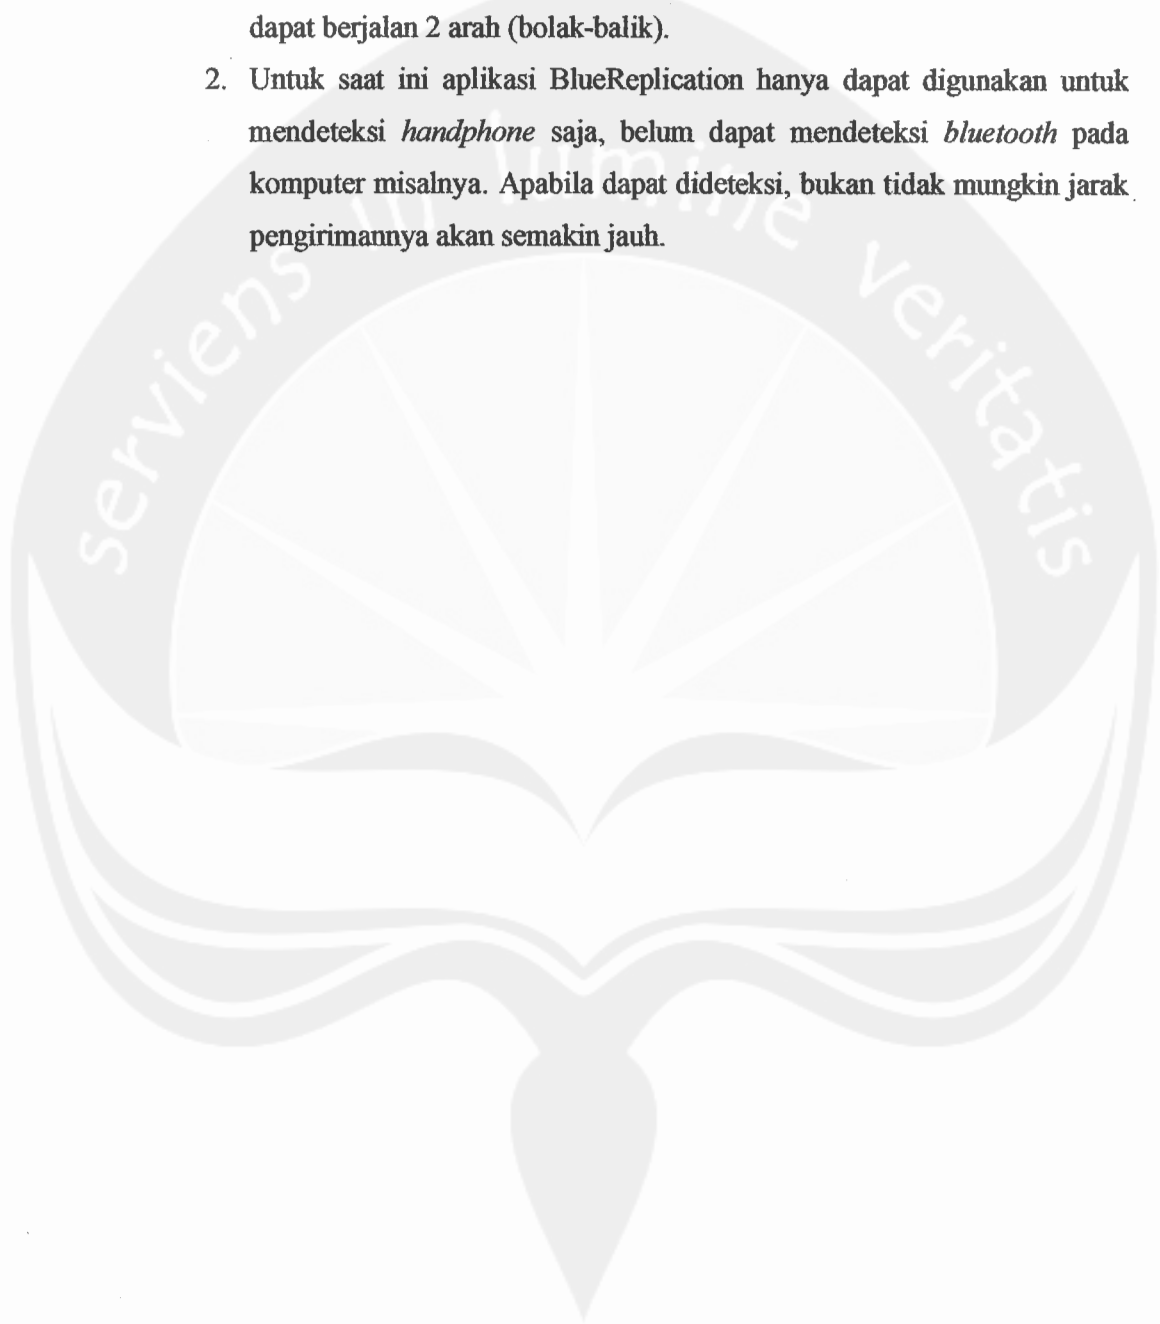 dapat berjalan 2 arah (bolak-balik).
2. Untuk saat ini aplikasi BlueReplication hanya dapat digunakan untuk
mendeteksi handphone saja, belum dapat mendeteksi bluetooth pada
komputer misalnya. Apabila dapat dideteksi, bukan tidak mungkin jarak
pengirimannya akan semakin jauh.
serviens in lumine veritatis